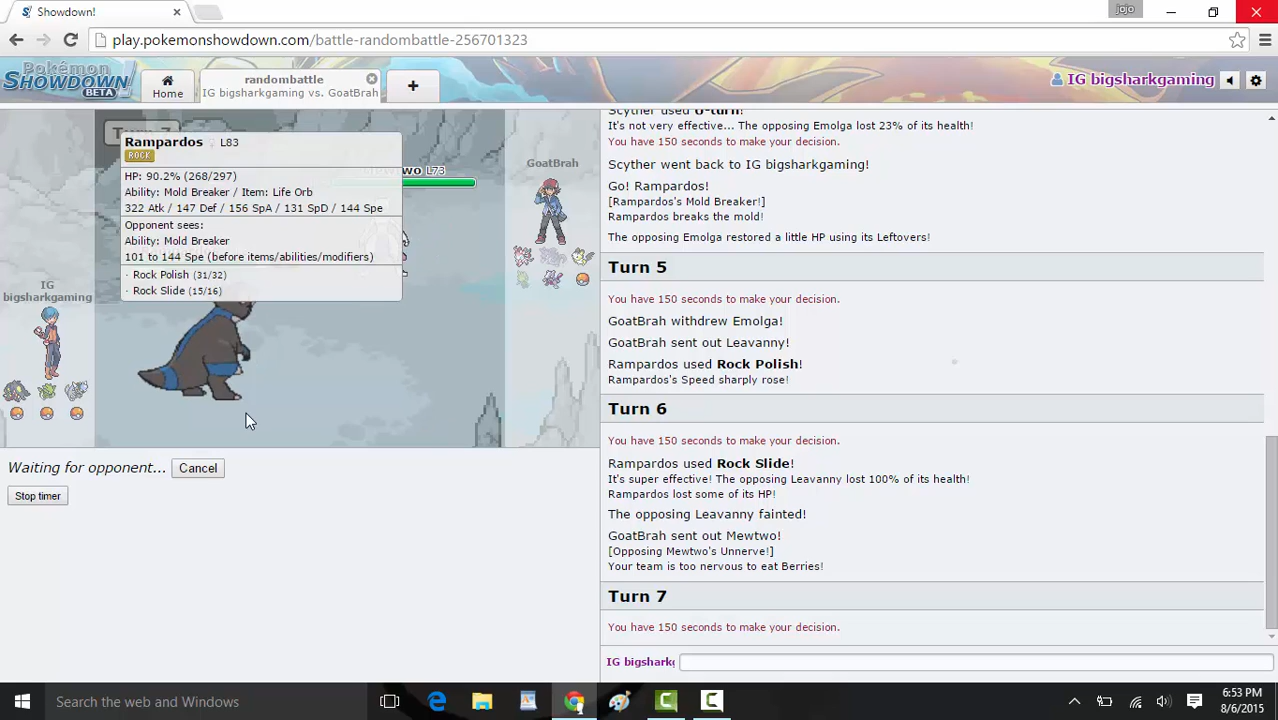 Showdown!
jojo
play.pokemonshowdown.com/battle-randombattle-256701323
Pokémon
SHOWDOWN
BETA
Home
randombattle
IG bigsharkgaming vs. GoatBrah
IG bigsharkgaming
Turn 7
Rampardos L83
ROCK
HP: 90.2% (268/297)
Ability: Mold Breaker / Item: Life Orb
322 Atk / 147 Def / 156 SpA / 131 SpD / 144 Spe
Opponent sees:
Ability: Mold Breaker
101 to 144 Spe (before items/abilities/modifiers)
· Rock Polish (31/32)
· Rock Slide (15/16)
L73
GoatBrah
IG
bigsharkgaming
Waiting for opponent...
Cancel
Stop timer
Scyther used U-turn!
It's not very effective... The opposing Emolga lost 23% of its health!
You have 150 seconds to make your decision.
Scyther went back to IG bigsharkgaming!
Go! Rampardos!
[Rampardos's Mold Breaker!]
Rampardos breaks the mold!
The opposing Emolga restored a little HP using its Leftovers!
Turn 5
You have 150 seconds to make your decision.
GoatBrah withdrew Emolga!
GoatBrah sent out Leavanny!
Rampardos used Rock Polish!
Rampardos's Speed sharply rose!
Turn 6
You have 150 seconds to make your decision.
Rampardos used Rock Slide!
It's super effective! The opposing Leavanny lost 100% of its health!
Rampardos lost some of its HP!
The opposing Leavanny fainted!
GoatBrah sent out Mewtwo!
[Opposing Mewtwo's Unnerve!]
Your team is too nervous to eat Berries!
Turn 7
You have 150 seconds to make your decision.
IG bigshark
Search the web and Windows
6:53 PM
8/6/2015